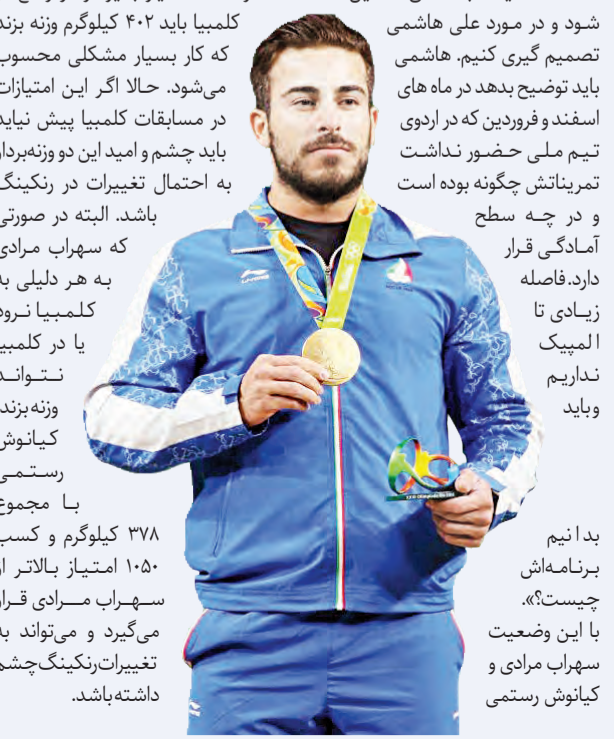 شود و در مورد علی هاشمی
تصمیم گیری کنیم. هاشمی
باید توضیح بدهد در ماه های
اسفند و فروردین که در اردوی
تیم ملی حضور نداشت
تمریناتش چگونه بوده است
و در چه سطح
آمادگی قرار
دارد.فاصله
زیادی تا
المپیک
نداریم
وباید
بدانیم
برنامه‌اش
چیست؟».
با این وضعیت
سهراب مرادی و
کیانوش رستمی
کلمبیا باید ۴۰۲ کیلوگرم وزنه بزند
که کار بسیار مشکلی محسوب
می‌شود. حالا اگر این امتیازات
در مسابقات کلمبیا پیش نیاید
باید چشم و امید این دو وزنه‌بردار
به احتمال تغییرات در رنکینگ
باشد. البته در صورتی
که سهراب مرادی
به هر دلیلی به
کلمبیا نرود
یا در کلمبیا
نتواند
وزنه‌بزند
کیانوش
رستمی
با مجموع
۳۷۸ کیلوگرم و کسب
۱۰۵۰ امتیاز بالاتر از
سهراب مرادی قرار
می‌گیرد و می‌تواند به
تغییرات‌رنکینگ‌چشم
داشته‌باشد.